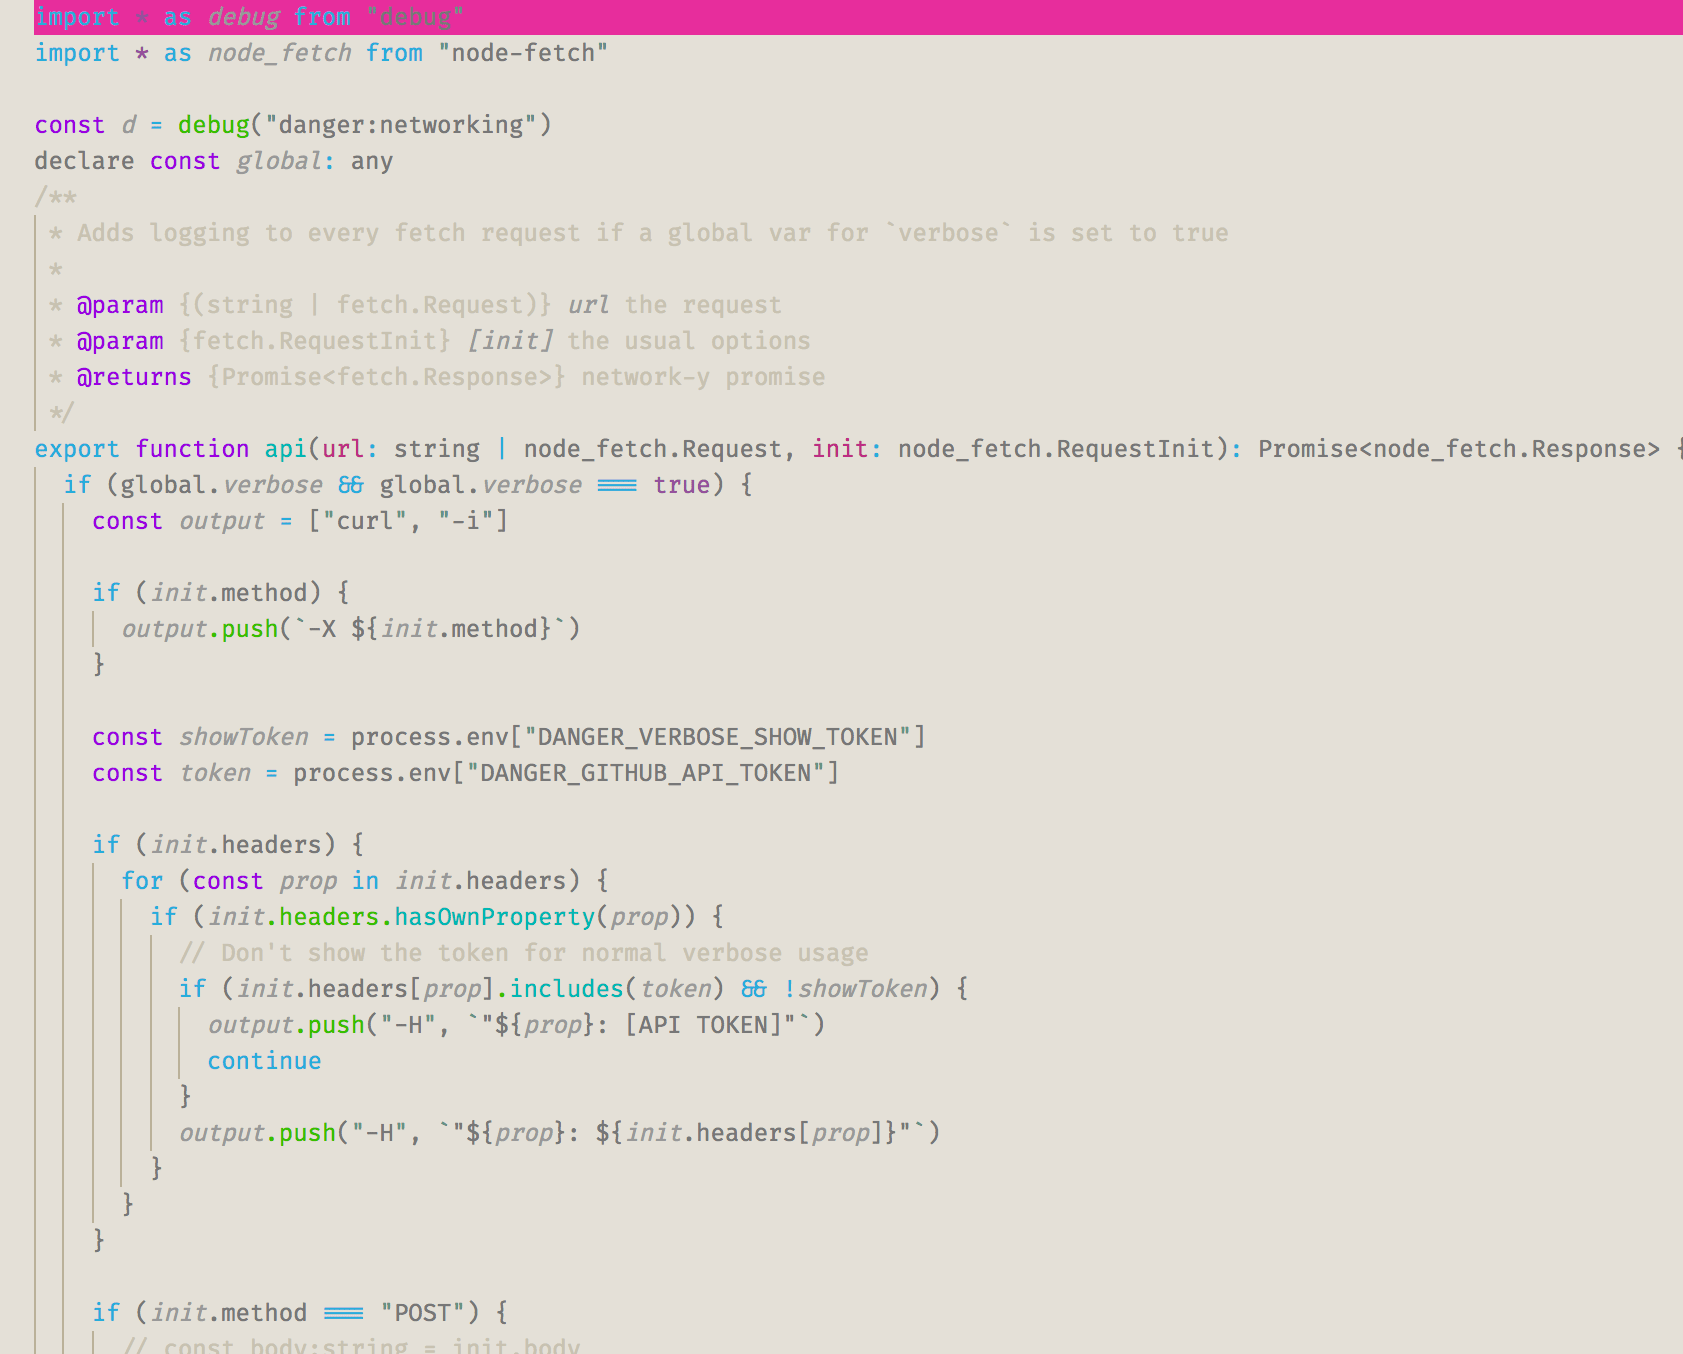 import * as debug from "debug"
import * as node_fetch from "node-fetch"
const d = debug("danger:networking")
declare const global: any
/**
* Adds logging to every fetch request if a global var for `verbose` is set to true
*
* @param {(string | fetch.Request)} url the request
* @param {fetch.RequestInit} [init] the usual options
* @returns {Promise<fetch.Response>} network-y promise
*/
export function api(url: string | node_fetch.Request, init: node_fetch.RequestInit): Promise<node_fetch.Response> {
if (global.verbose && global.verbose === true) {
const output = ["curl", "-i"]
if (init.method) {
output.push(`-X ${init.method}`)
}
const showToken = process.env["DANGER_VERBOSE_SHOW_TOKEN"]
const token = process.env["DANGER_GITHUB_API_TOKEN"]
if (init.headers) {
for (const prop in init.headers) {
if (init.headers.hasOwnProperty(prop)) {
// Don't show the token for normal verbose usage
if (init.headers[prop].includes(token) && !showToken) {
output.push("-H", `"${prop}: [API TOKEN]"`)
continue
}
output.push("-H", `"${prop}: ${init.headers[prop]}"`)
}
}
}
if (init.method === "POST") {
// const body:string = init.body